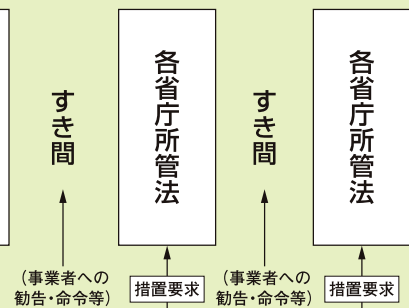 すき間
各省庁所管法
すき間
各省庁所管法
(事業者への
勧告・命令等)
措置要求
(事業者への
勧告・命令等)
措置要求